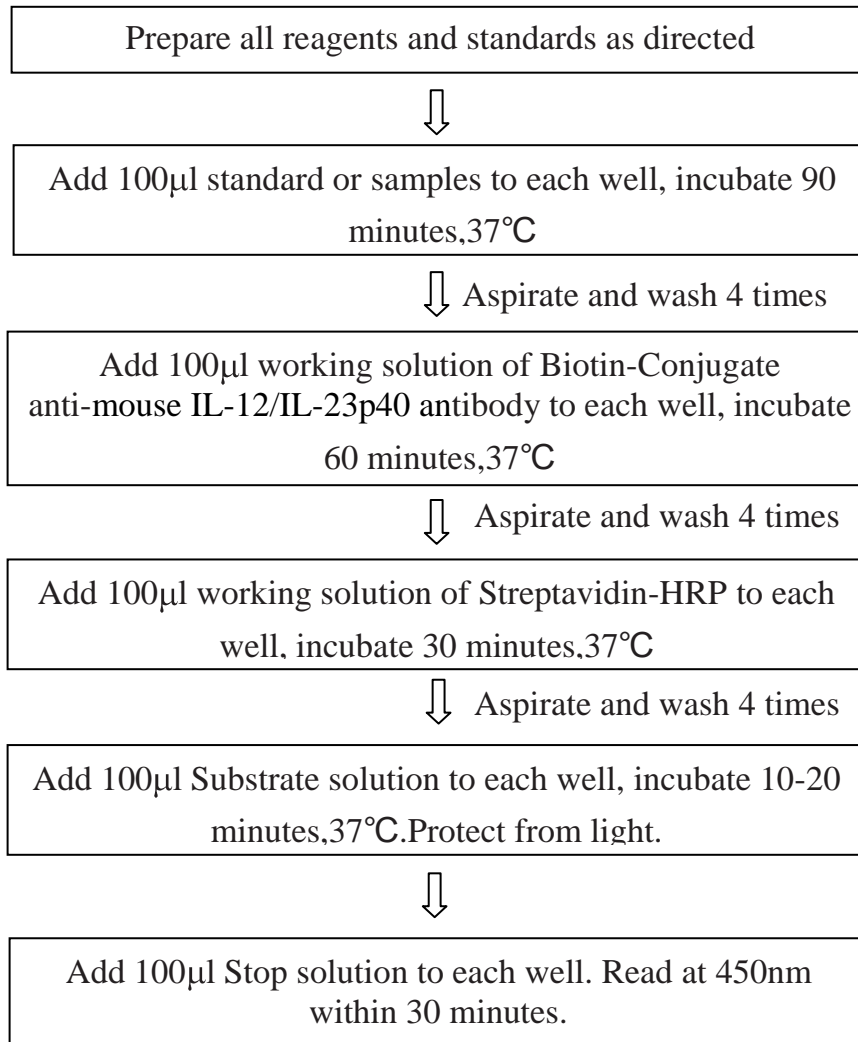 Prepare all reagents and standards as directed
Add 100μl standard or samples to each well, incubate 90
minutes,37℃
Aspirate and wash 4 times
Add 100μl working solution of Biotin-Conjugate
anti-mouse IL-12/IL-23p40 antibody to each well, incubate
60 minutes,37℃
Aspirate and wash 4 times
Add 100μl working solution of Streptavidin-HRP to each
well, incubate 30 minutes,37℃
Aspirate and wash 4 times
Add 100μl Substrate solution to each well, incubate 10-20
minutes,37℃.Protect from light.
Add 100μl Stop solution to each well. Read at 450nm
within 30 minutes.